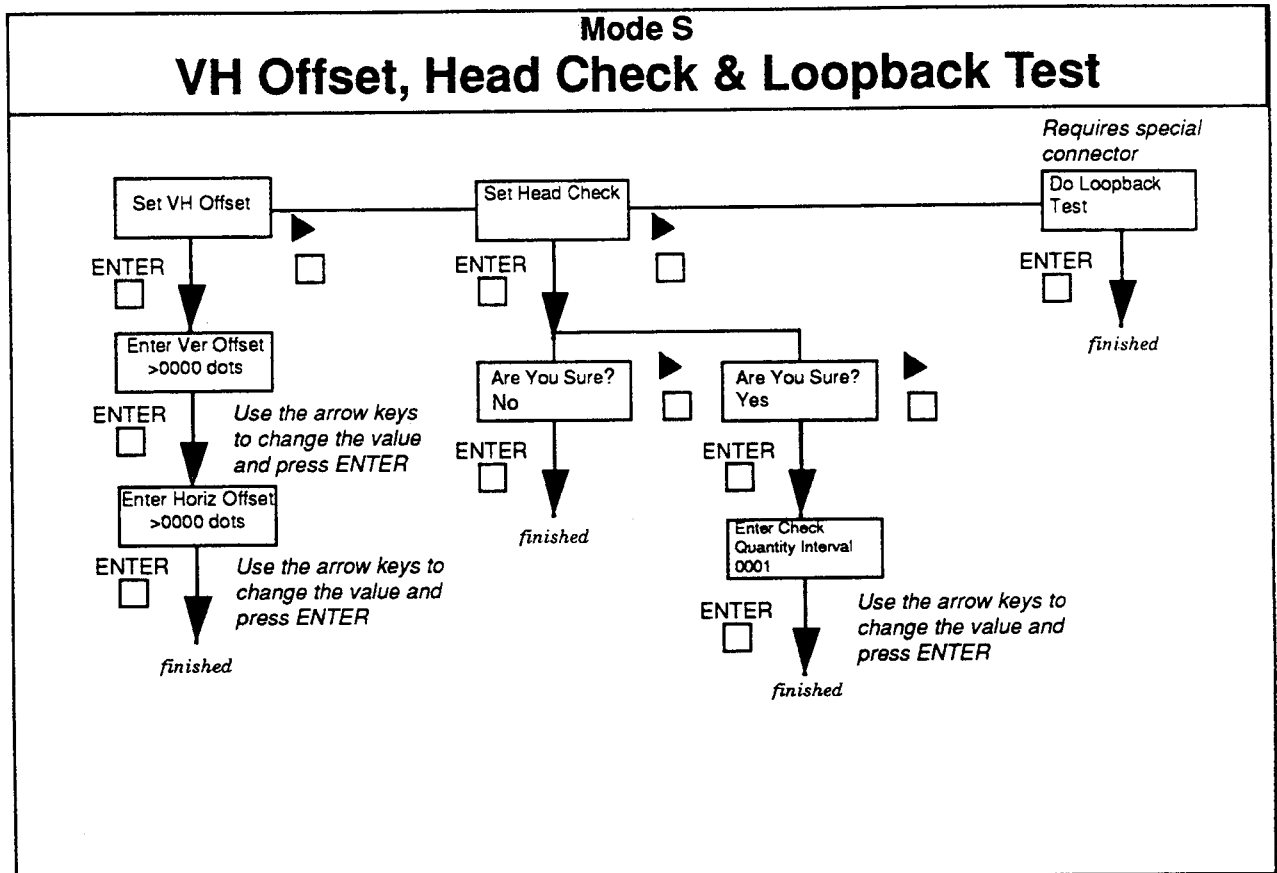 Mode S
VH Offset, Head Check & Loopback Test
Requires special
connector
Set VH Offset
Set Head Check
Do Loopback
Test
ENTER
ENTER
ENTER
finished
Enter Ver Offset
>0000 dots
Are You Sure?
No
Are You Sure?
Yes
ENTER
Use the arrow keys
to change the value
and press ENTER
ENTER
ENTER
Enter Horiz Offset
>0000 dots
finished
Enter Check
Quantity Interval
0001
ENTER
Use the arrow keys to
change the value and
press ENTER
finished
ENTER
Use the arrow keys to
change the value and
press ENTER
finished